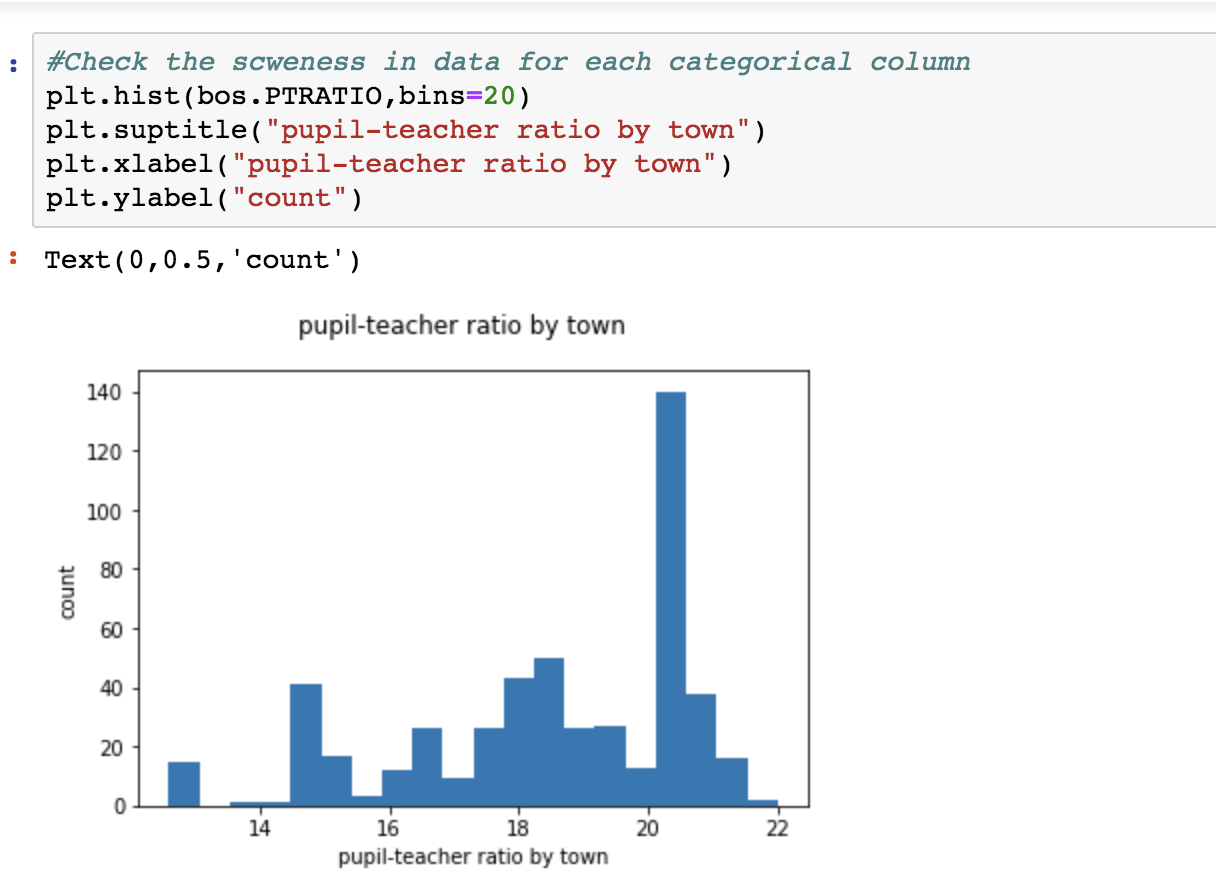 :
#Check the scweness in data for each categorical column
plt.hist(bos.PTRATIO,bins=20)
plt.suptitle("pupil-teacher ratio by town")
plt.xlabel("pupil-teacher ratio by town")
plt.ylabel("count")
:
Text(0,0.5,'count')
pupil-teacher ratio by town
140
120
100
80
60
40
20
0
count
14 16 18 20 22
pupil-teacher ratio by town